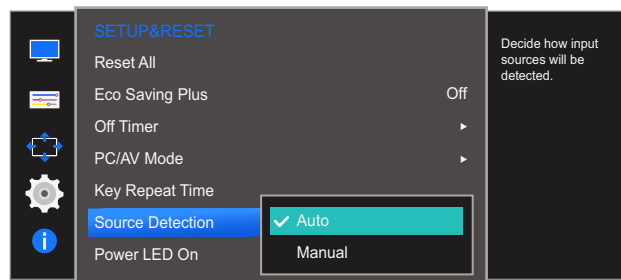 SETUP&RESET
Reset All
Eco Saving Plus Off
Off Timer
PC/AV Mode
Key Repeat Time
Source Detection
Auto
Power LED On
Manual
Decide how input
sources will be
detected.